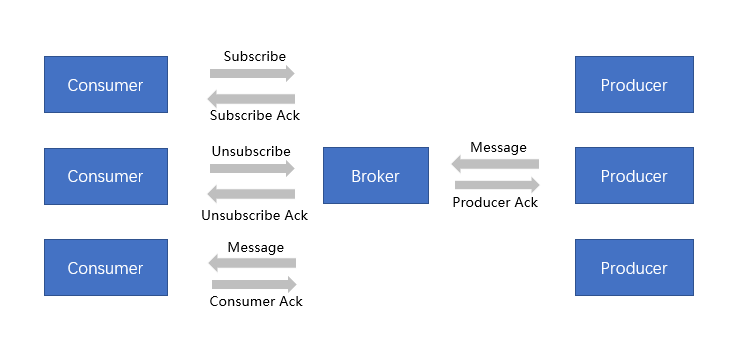 Subscribe
Consumer
Producer
Subscribe Ack
Unsubscribe
Message
Consumer
Broker
Producer
Unsubscribe Ack
Producer Ack
Message
Consumer
Producer
Consumer Ack